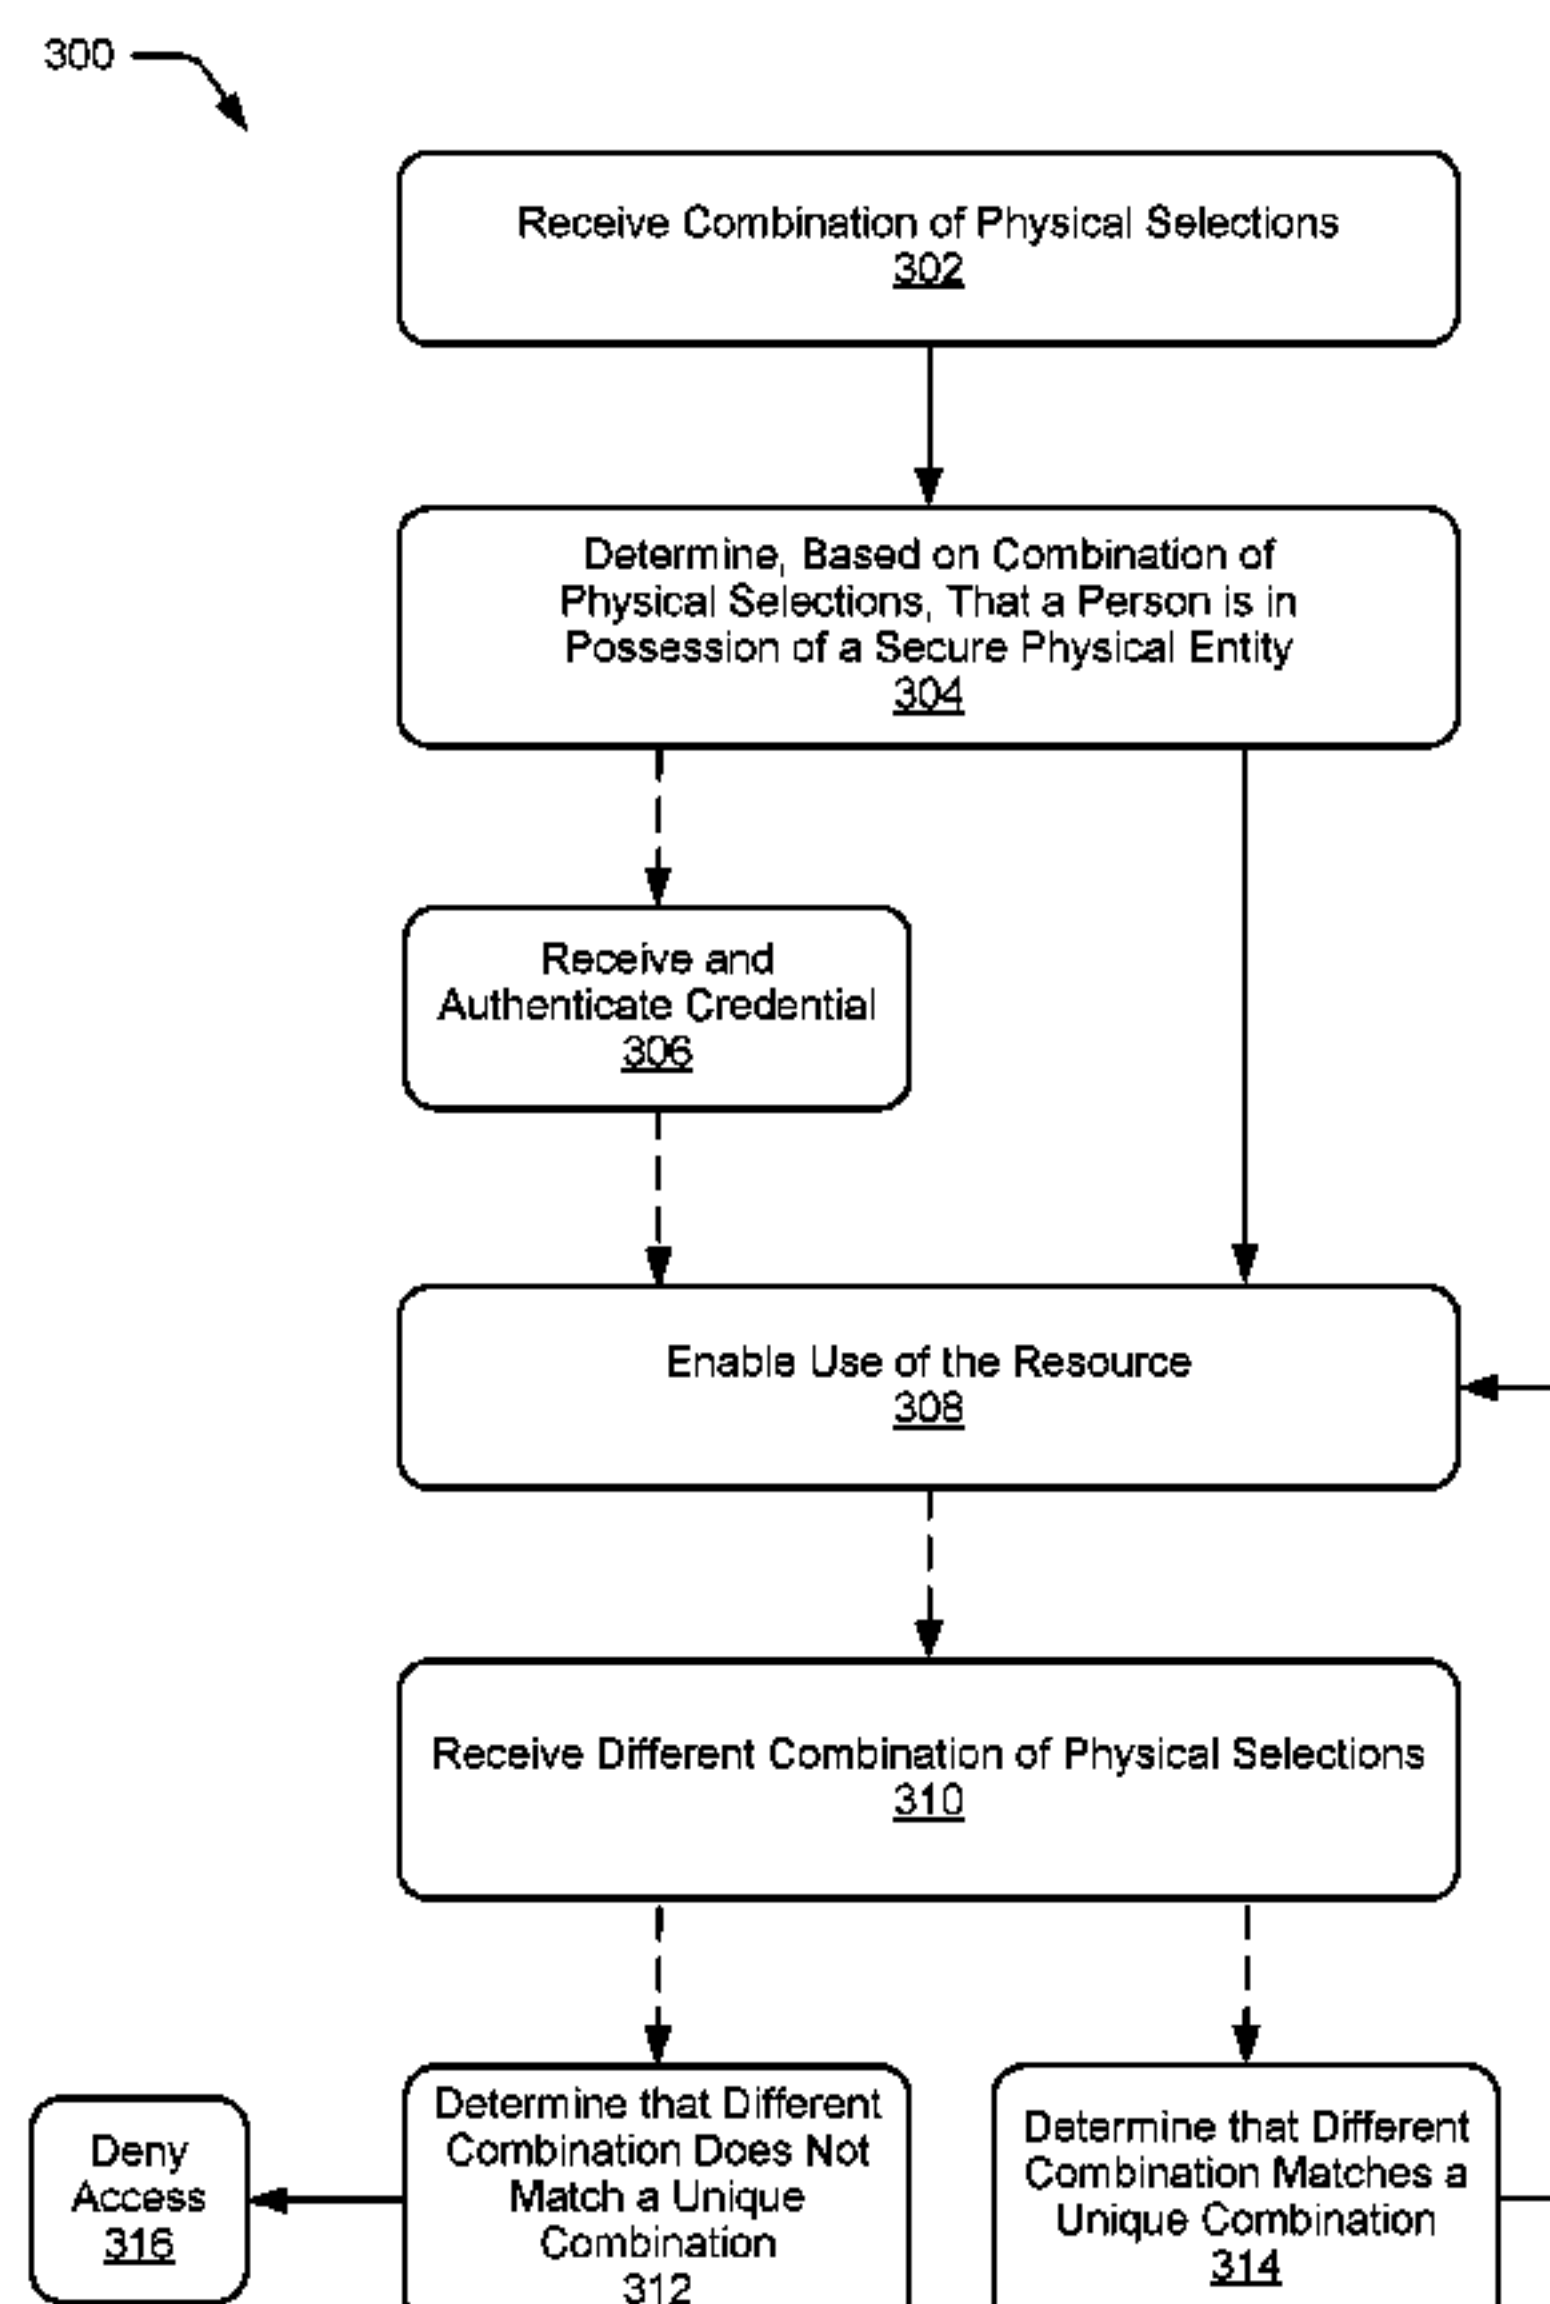 300
Receive Combination of Physical Selections
302
Determine, Based on Combination of
Physical Selections, That a Person is in
Possession of a Secure Physical Entity
304
Receive and
Authenticate Credential
306
Enable Use of the Resource
308
Receive Different Combination of Physical Selections
310
Determine that Different
Combination Does Not
Match a Unique
Combination
312
Determine that Different
Combination Matches a
Unique Combination
314
Deny
Access
316